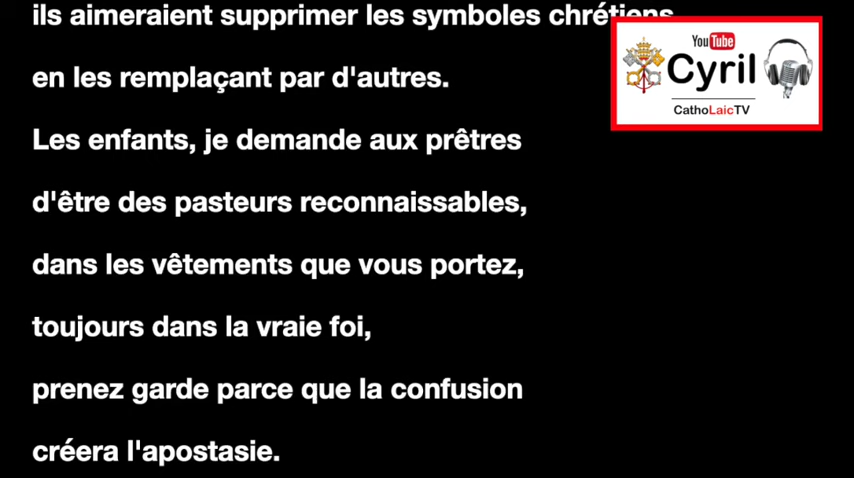 ils aimeraient supprimer les symboles chrétiens
en les remplaçant par d'autres.
Les enfants, je demande aux prêtres
d'être des pasteurs reconnaissables,
dans les vêtements que vous portez,
toujours dans la vraie foi,
prenez garde parce que la confusion
créera l'apostasie.
YouTube
Cyril
CathoLaicTV